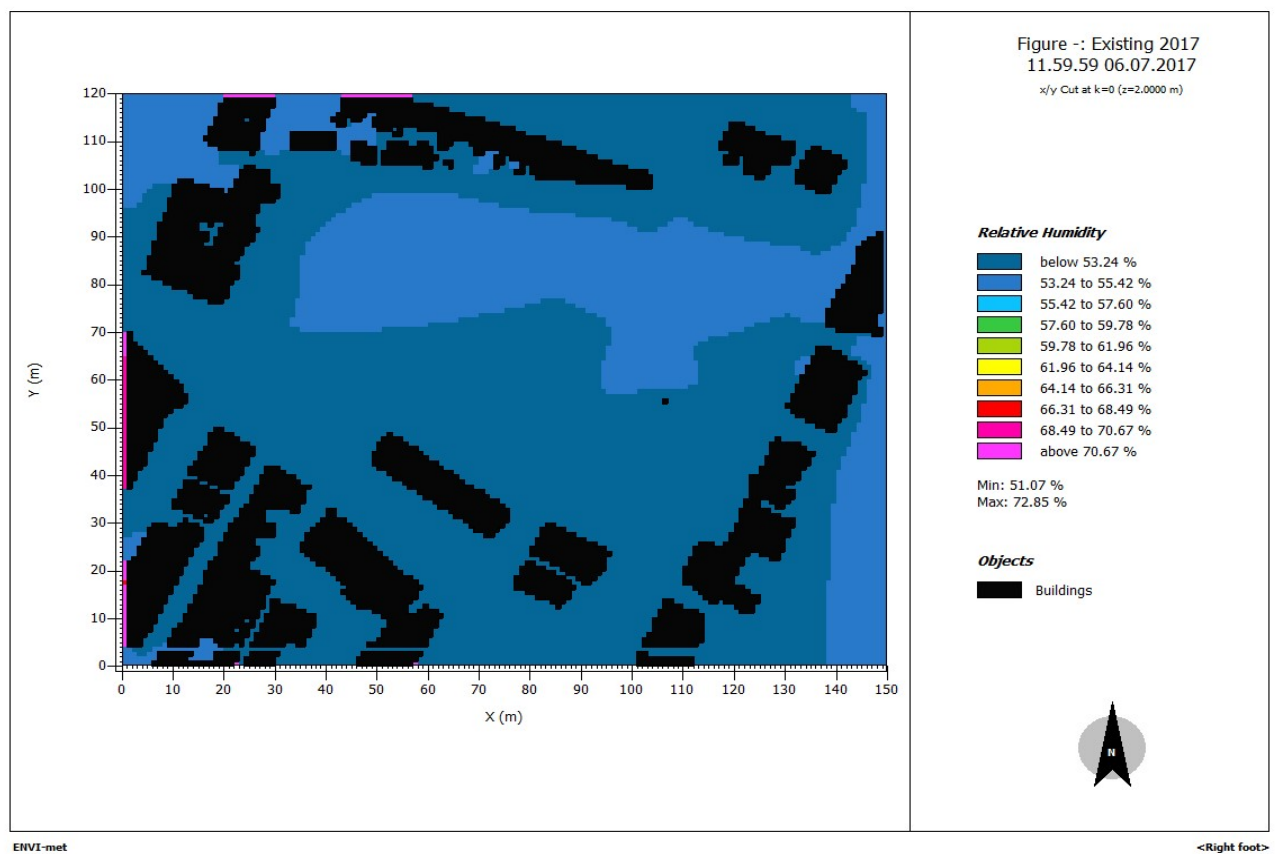 Figure -: Existing 2017
11.59.59 06.07.2017
x/y Cut at k=0 (z=2.0000 m)
120
110
100
90
80
70
60
50
40
30
20
10
0
Y (m)
0 10 20 30 40 50 60 70 80 90 100 110 120 130 140 150
X (m)
Relative Humidity
below 53.24 %
53.24 to 55.42 %
55.42 to 57.60 %
57.60 to 59.78 %
59.78 to 61.96 %
61.96 to 64.14 %
64.14 to 66.31 %
66.31 to 68.49 %
68.49 to 70.67 %
above 70.67 %
Min: 51.07 %
Max: 72.85 %
Objects
Buildings
N
ENVI-met
<Right foot>